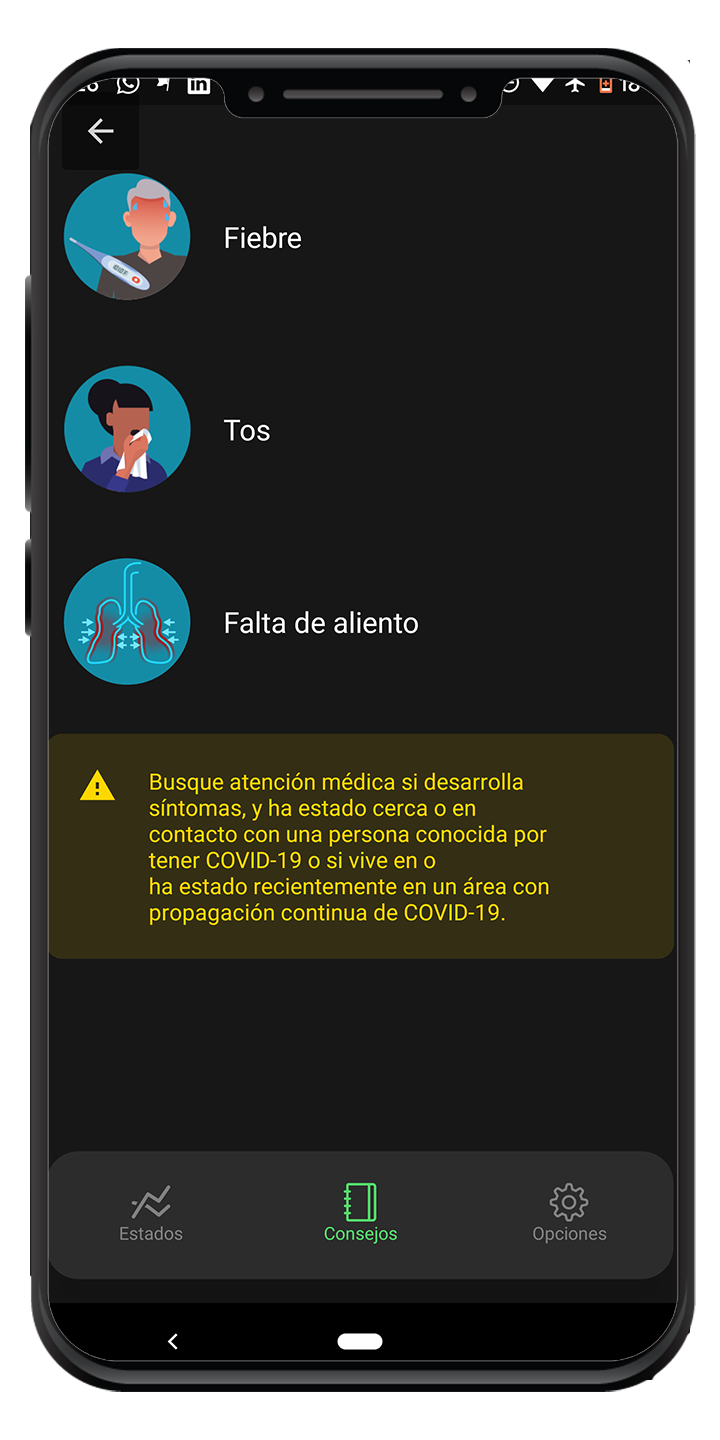 Fiebre
Tos
Falta de aliento
Busque atención médica si desarrolla
síntomas, y ha estado cerca o en
contacto con una persona conocida por
tener COVID-19 o si vive en o
ha estado recientemente en un área con
propagación continua de COVID-19.
Estados
Consejos
Opciones